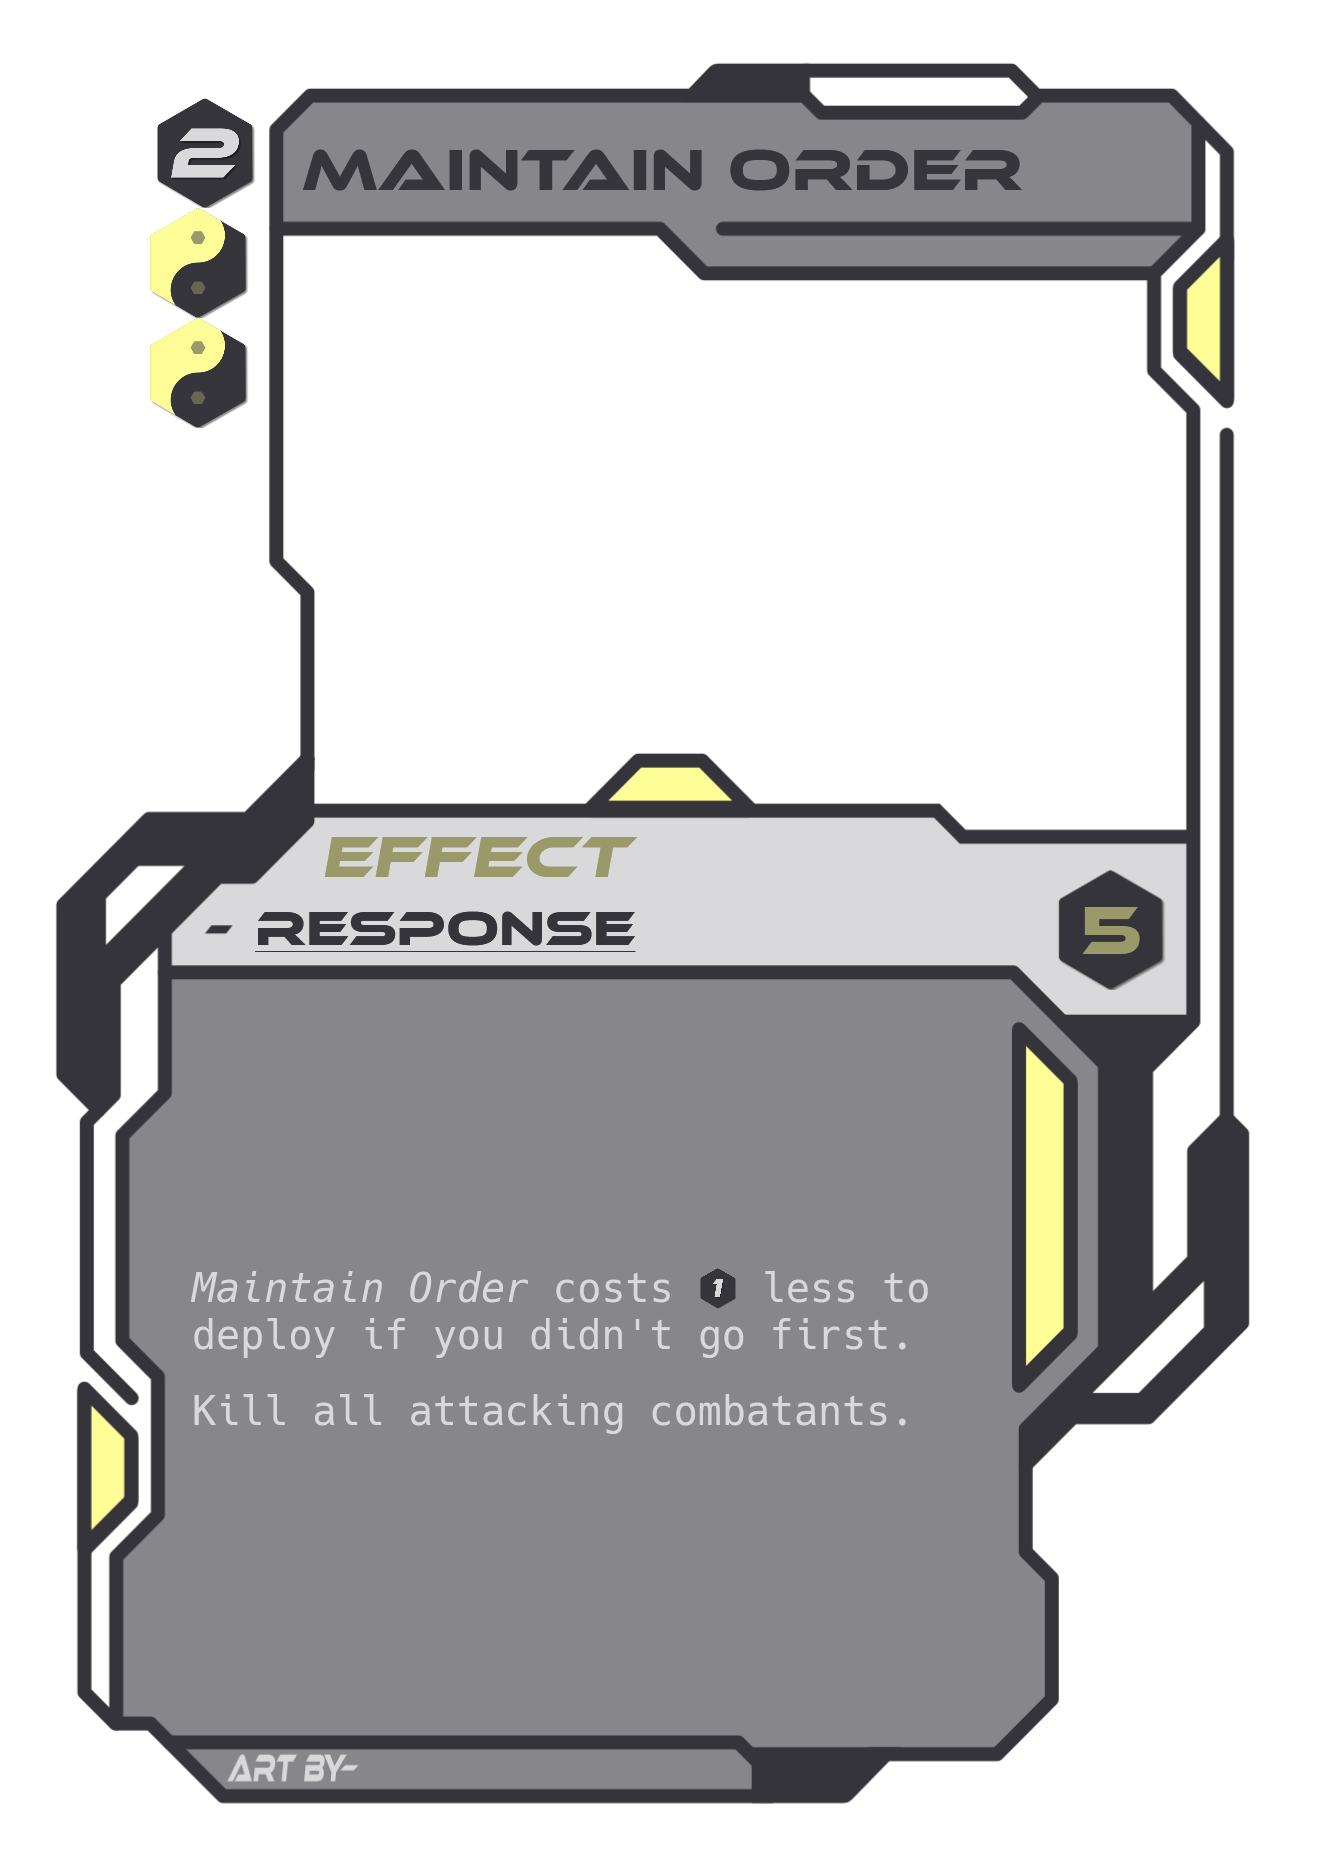 2
MAINTAIN ORDER
EFFECT
- RESPONSE
5
Maintain Order costs 1 less to
deploy if you didn't go first.
Kill all attacking combatants.
ART BY-